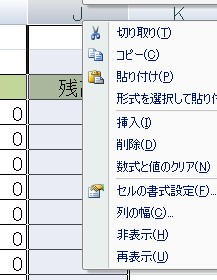 J K
切り取り(T)
コピー(C)
貼り付け(P)
形式を選択して貼り付
挿入(I)
削除(D)
数式と値のクリア(N)
セルの書式設定(F)...
列の幅(C)...
非表示(H)
再表示(U)
残
0
0
0
0
0
0
0